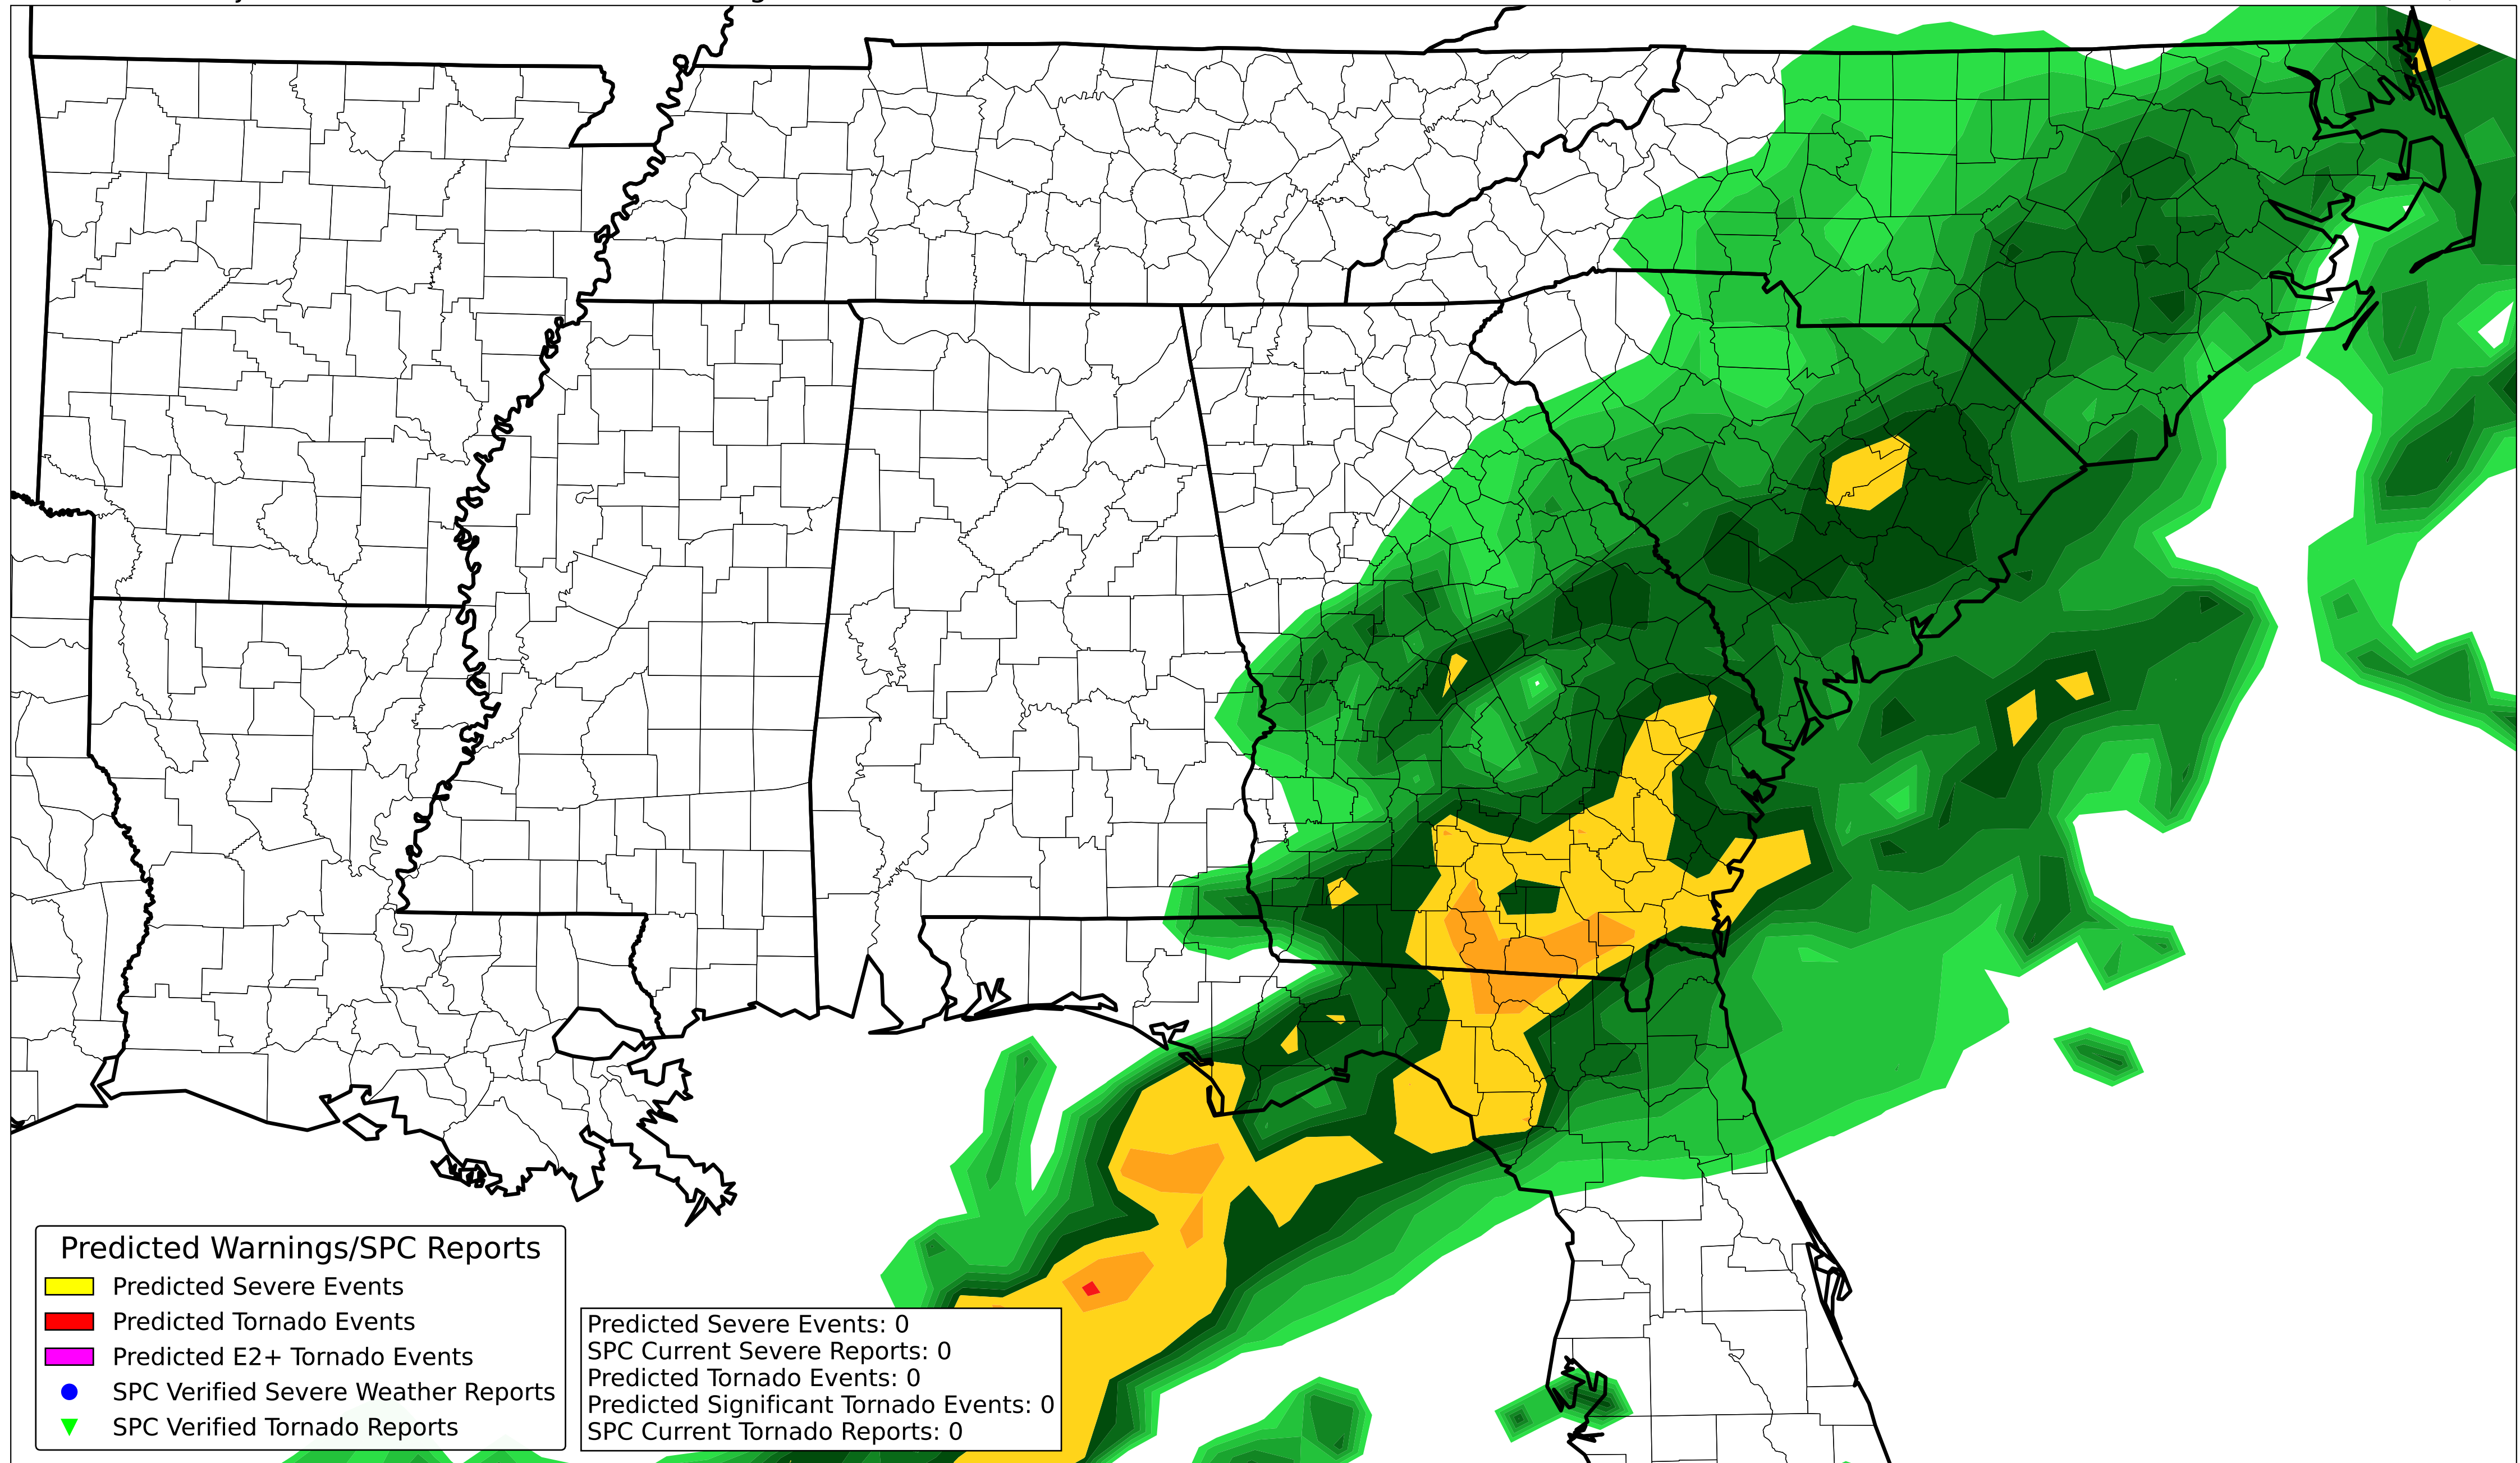 Predicted Warnings/SPC Reports
Predicted Severe Events
Predicted Tornado Events
Predicted E2+ Tornado Events
SPC Verified Severe Weather Reports
SPC Verified Tornado Reports
Predicted Severe Events: 0
SPC Current Severe Reports: 0
Predicted Tornado Events: 0
Predicted Significant Tornado Events: 0
SPC Current Tornado Reports: 0